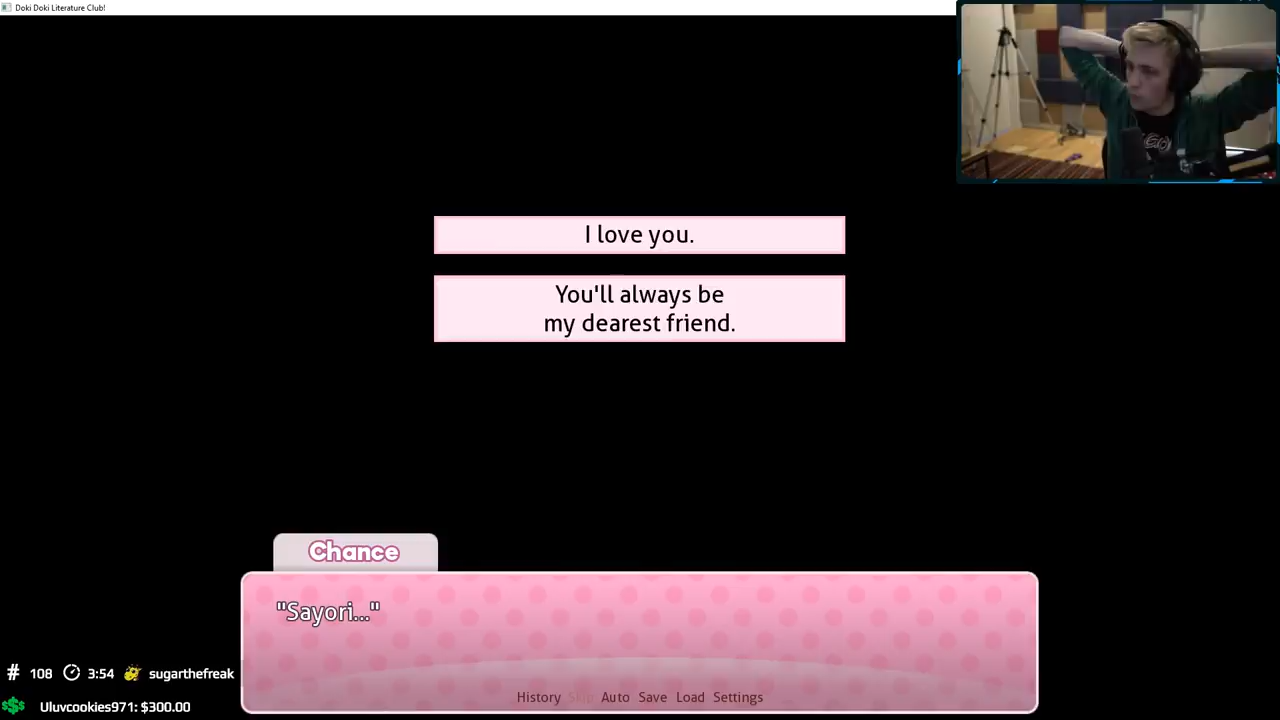 Doki Doki Literature Club!
I love you.
You'll always be
my dearest friend.
Chance
"Sayori..."
History Skip Auto Save Load Settings
# 108 3:54 sugarthefreak
Uluvcookies971: $300.00